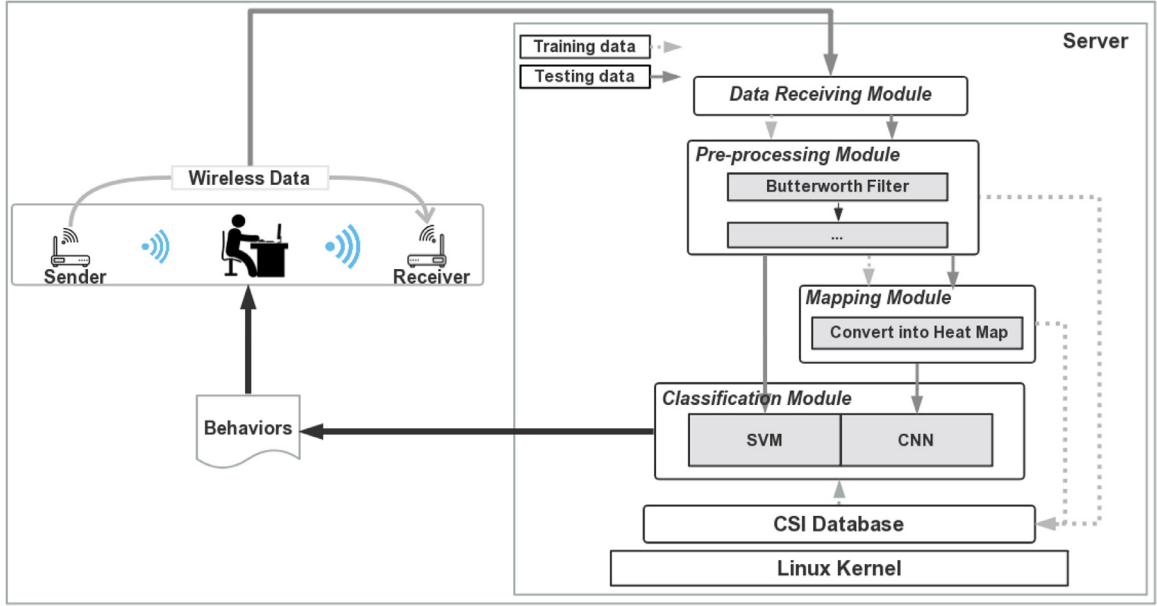 Server
Training data
Testing data
Data Receiving Module
Pre-processing Module
Butterworth Filter
...
Wireless Data
Sender
Receiver
Mapping Module
Convert into Heat Map
Classification Module
SVM
CNN
Behaviors
CSI Database
Linux Kernel